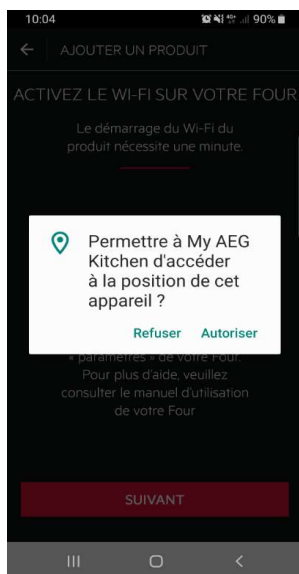 10:04
4G+
90%
AJOUTER UN PRODUIT
ACTIVEZ LE WI-FI SUR VOTRE FOUR
Le démarrage du Wi-Fi du
produit nécessite une minute.
Permettre à My AEG
Kitchen d'accéder
à la position de cet
appareil ?
Refuser Autoriser
« paramètres » de votre Four.
Pour plus d'aide, veuillez
consulter le manuel d'utilisation
de votre Four
SUIVANT